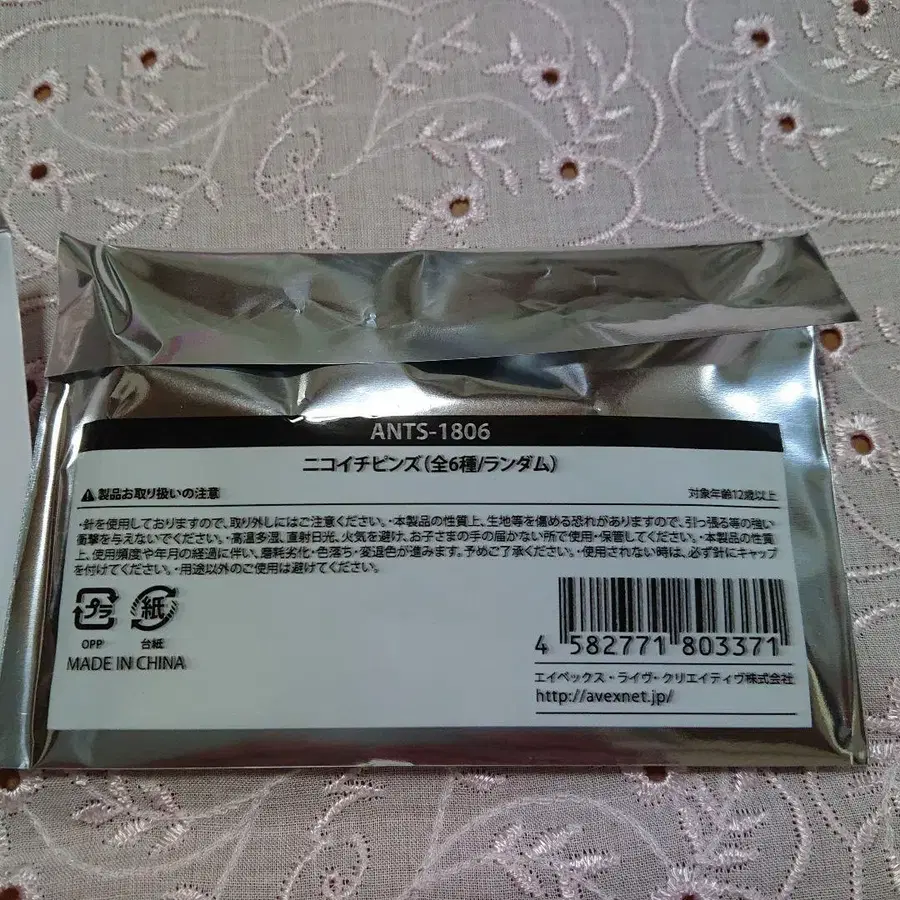 ANTS-1806
ニコイチピンズ(全6種/ランダム)
⚠製品お取り扱いの注意 対象年齢12歳以上
・針を使用しておりますので、取り外しにはご注意ください。・本製品の性質上、生地等を傷める恐れがありますので、引っ張る等の強い
衝撃を与えないでください。・高温多湿、直射日光、火気を避け、お子さまの手の届かない所で使用・保管してください。・本製品の性質
上、使用頻度や年月の経過に伴い、磨耗劣化・色落ち・変退色が進みます。予めご了承ください。・使用されない時は、必ず針にキャップ
を付けてください。・用途以外のご使用は避けてください。
プラ 紙
OPP 台紙
MADE IN CHINA
4 582771 803371
エイベックス・ライヴ・クリエイティヴ株式会社
http://avexnet.jp/